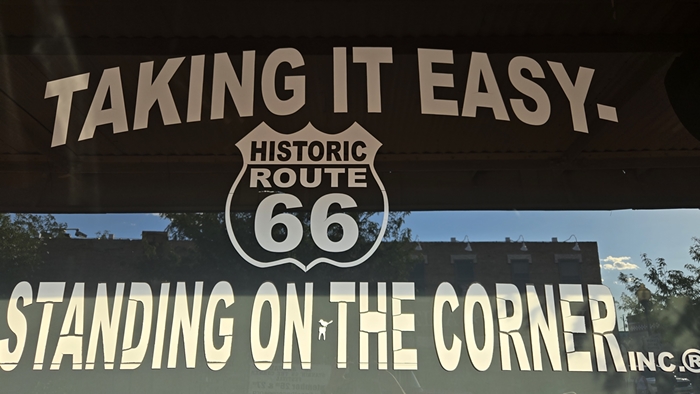 TAKING IT EASY.
HISTORIC
ROUTE
66
STANDING ON THE CORNER INC.®